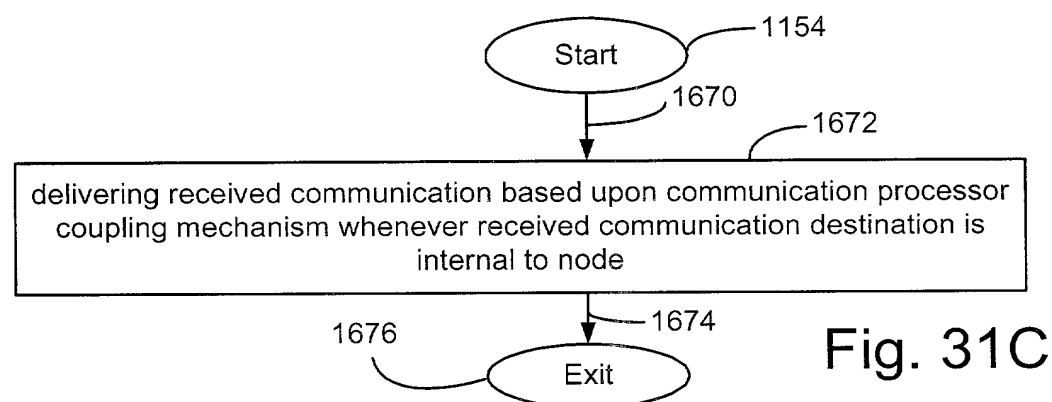 1154
Start
1670
1672
delivering received communication based upon communication processor
coupling mechanism whenever received communication destination is
internal to node
1674
1676
Exit
Fig. 31C